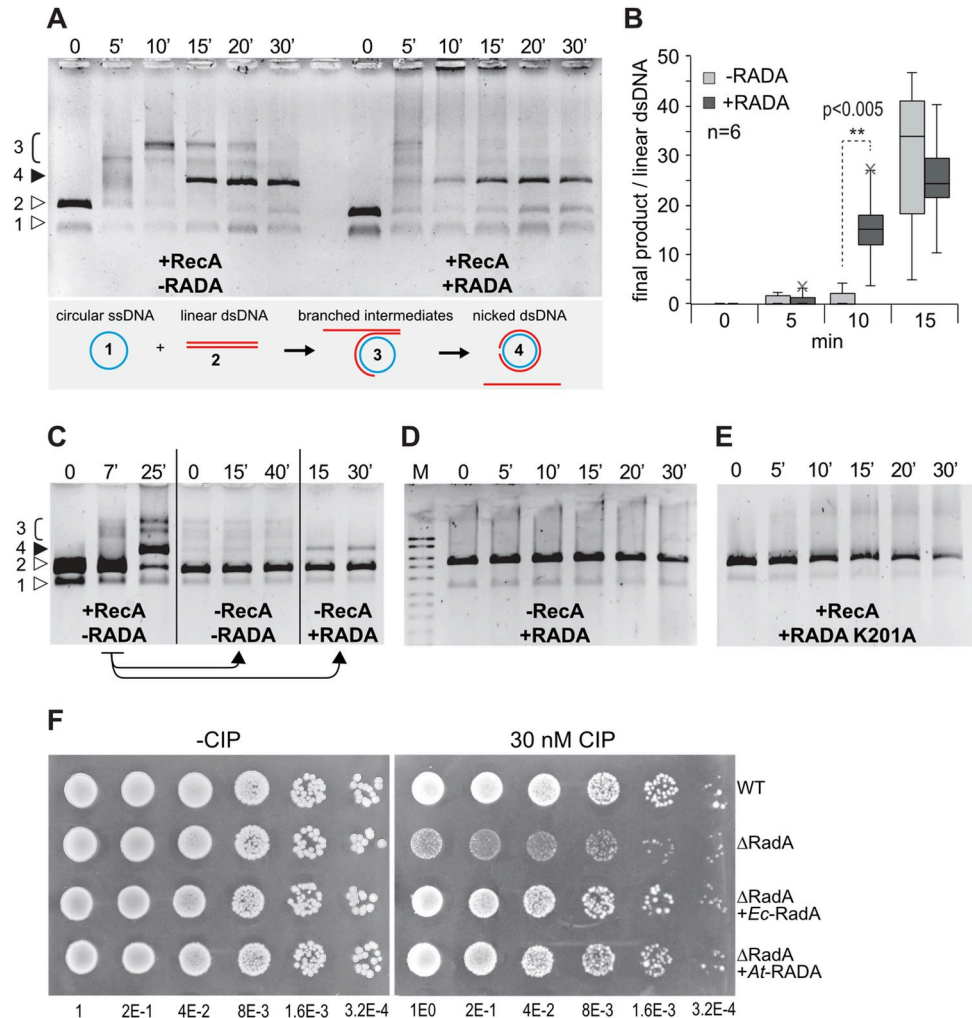 A
0 5' 10' 15' 20' 30' 0 5' 10' 15' 20' 30'
3
4
2
1
+RecA
-RADA
+RecA
+RADA
circular ssDNA linear dsDNA branched intermediates nicked dsDNA
1 + 2 3 4
B
final product / linear dsDNA
50
40
30
20
10
0
-RADA
+RADA
n=6
p<0.005
**
0 5 10 15
min
C
0 7' 25' 0 15' 40' 15 30'
3
4
2
1
+RecA
-RADA
-RecA
-RADA
-RecA
+RADA
D
M 0 5' 10' 15' 20' 30'
-RecA
+RADA
E
0 5' 10' 15' 20' 30'
+RecA
+RADA K201A
F
-CIP 30 nM CIP
WT
ΔRadA
ΔRadA
+Ec-RadA
ΔRadA
+At-RADA
1 2E-1 4E-2 8E-3 1.6E-3 3.2E-4 1E0 2E-1 4E-2 8E-3 1.6E-3 3.2E-4